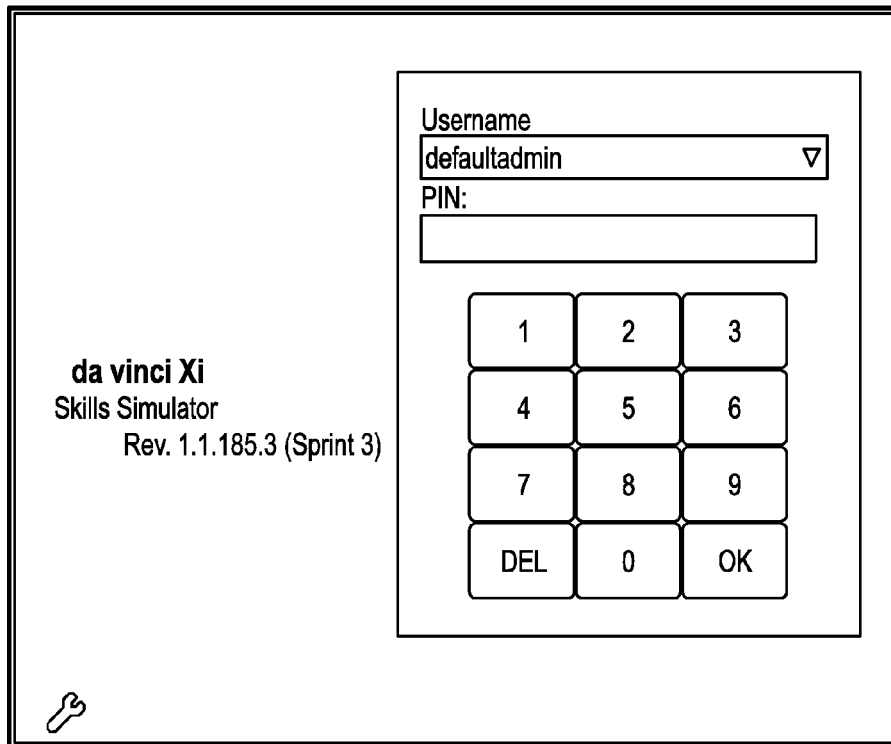 da vinci Xi
Skills Simulator
Rev. 1.1.185.3 (Sprint 3)
Username
defaultadmin
PIN:
1 2 3
4 5 6
7 8 9
DEL 0 OK